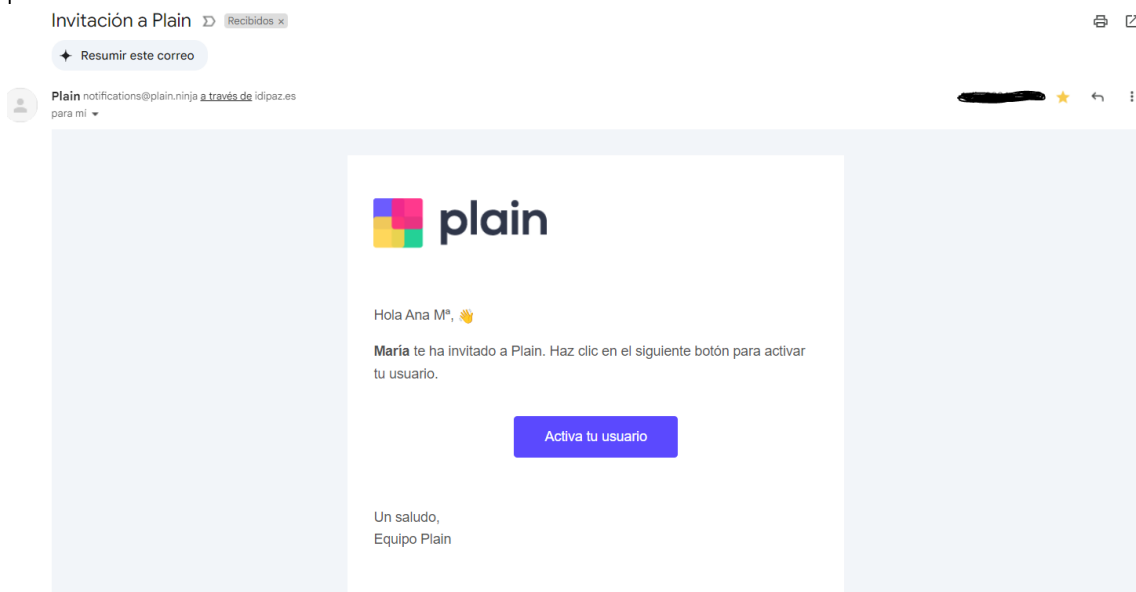 Invitación a Plain Recibidos ×
Resumir este correo
Plain notifications@plain.ninja a través de idipaz.es
para mí
plain
Hola Ana Mª, 👋
María te ha invitado a Plain. Haz clic en el siguiente botón para activar
tu usuario.
Activa tu usuario
Un saludo,
Equipo Plain